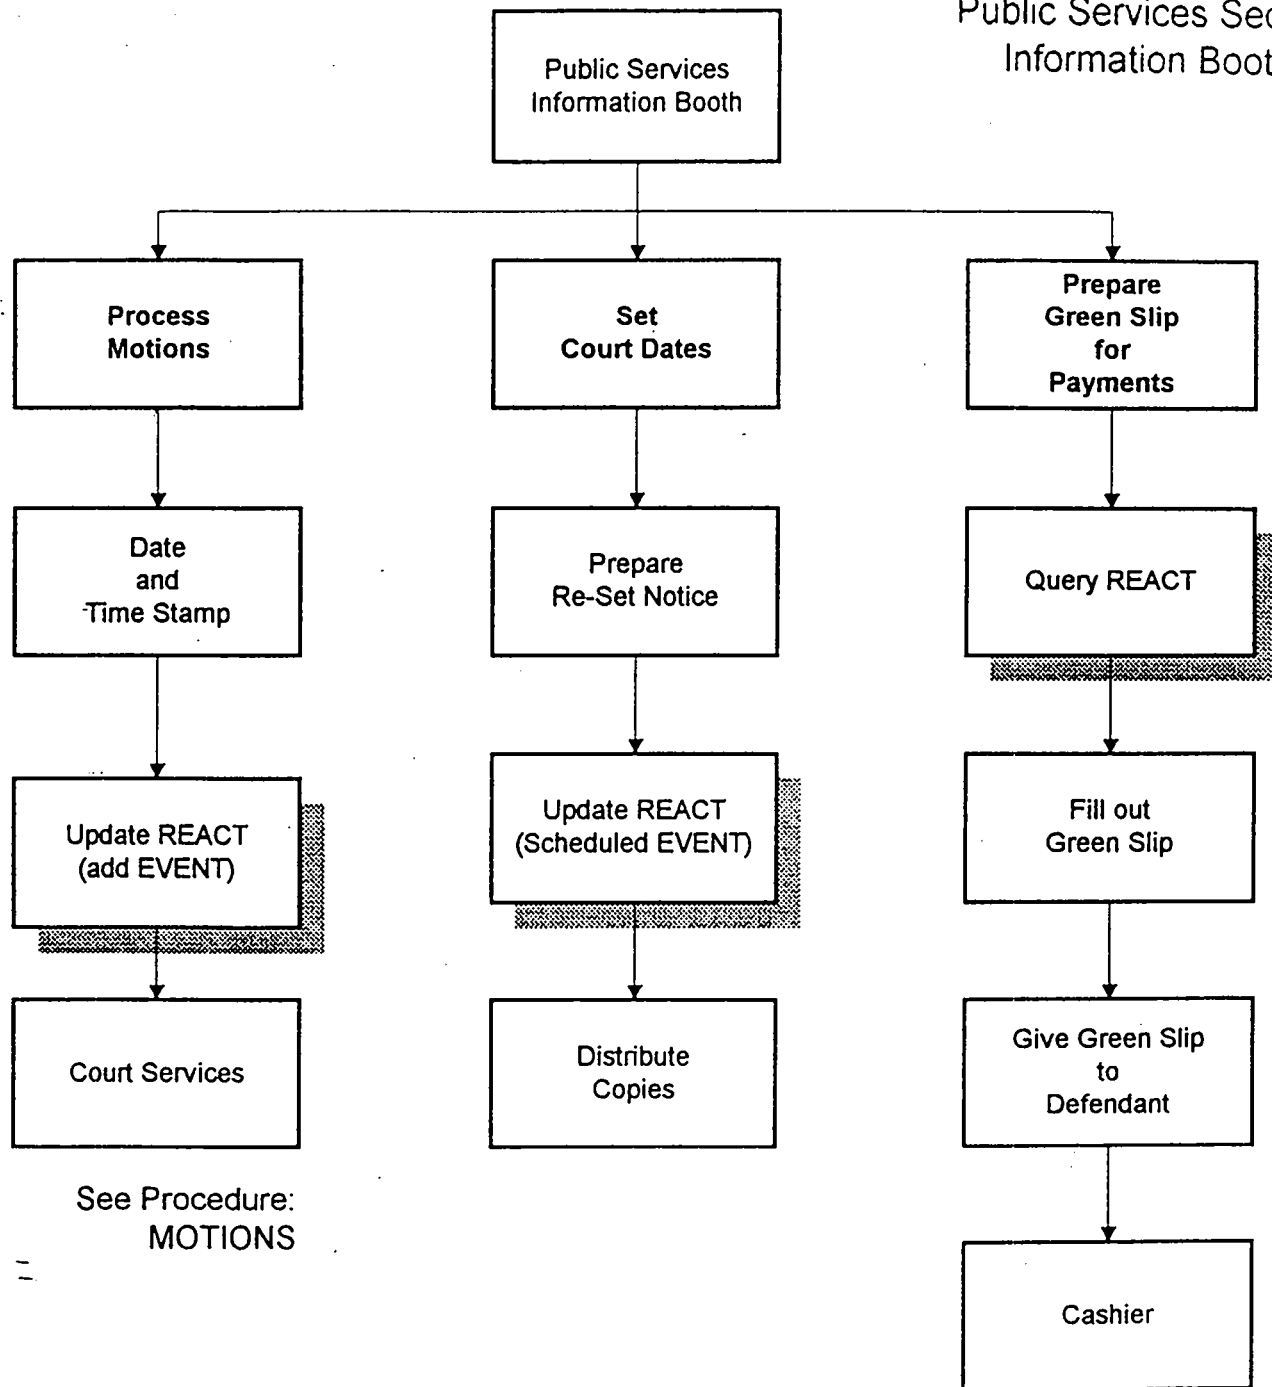 Public Services Sec
Information Boot
Public Services
Information Booth
Process
Motions
Set
Court Dates
Prepare
Green Slip
for
Payments
Date
and
Time Stamp
Prepare
Re-Set Notice
Query REACT
Update REACT
(add EVENT)
Update REACT
(Scheduled EVENT)
Fill out
Green Slip
Court Services
Distribute
Copies
Give Green Slip
to
Defendant
See Procedure:
MOTIONS
Cashier